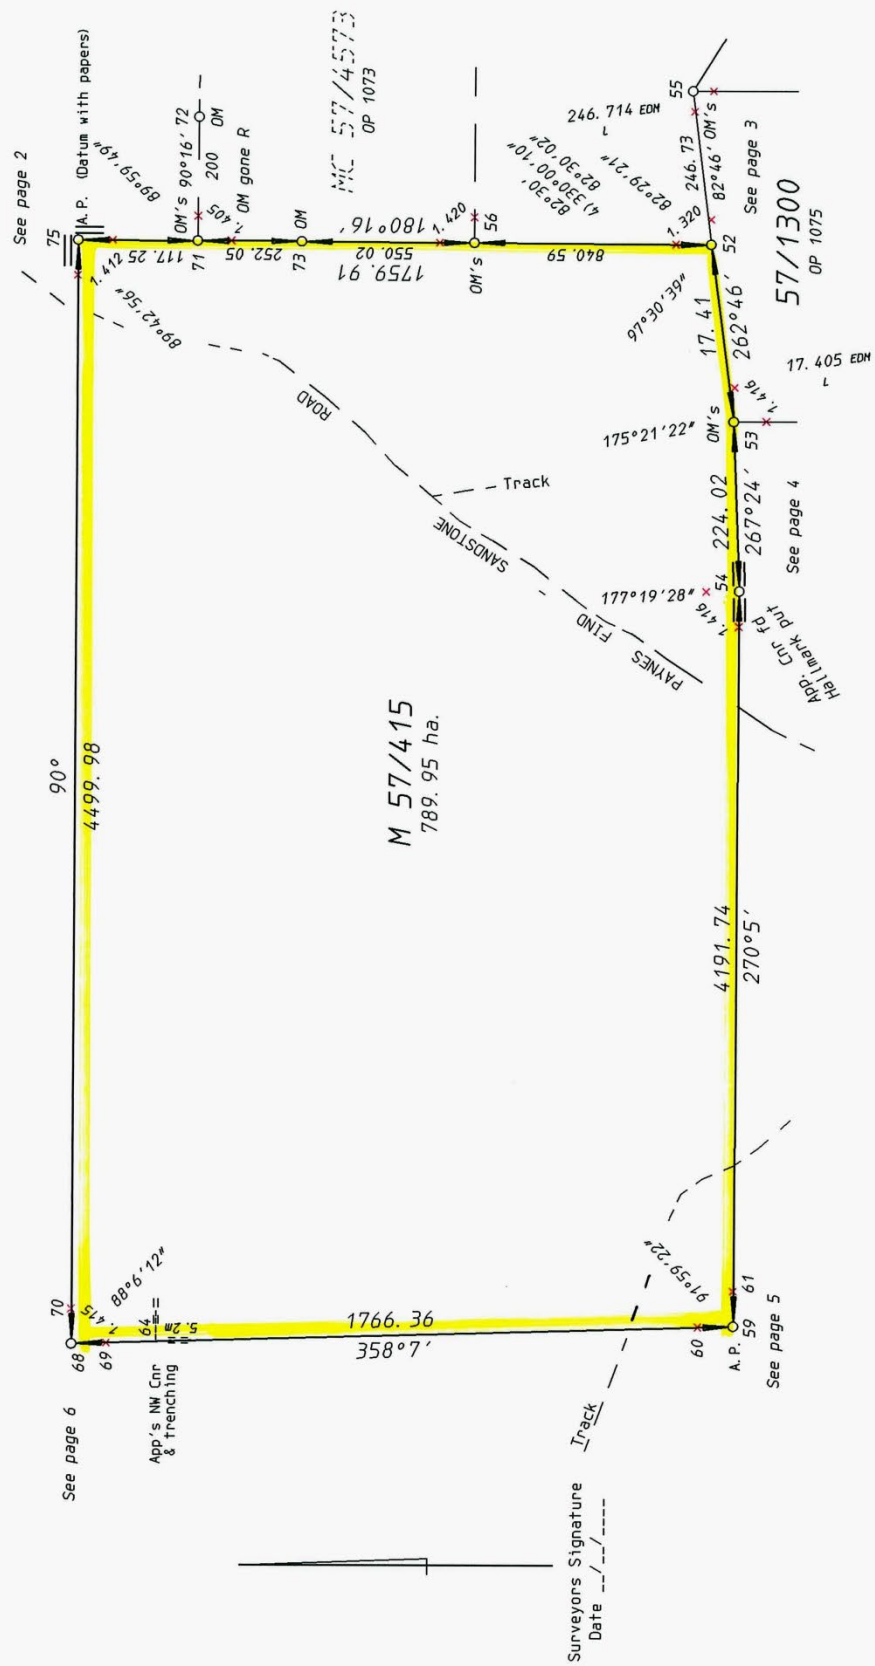 See page 6
See page 2
68
69
70
7.415
88°6'12"
64
5.2m
App's NW Cnr
& trenching
90°
4499.98
75
A.P. (Datum with papers)
1.412
89°42'56"
89°59'49"
117.25
OM's 90°16' 72
200 OM
71
7.405
OM gone R
252.05
73 OM
MC 57/4573
OP 1073
1759.91
180°16'
550.02
1.420
OM's
56
840.59
82°30'
4)330°00'10"
82°30'02"
82°29'21"
1.320
246.714 EDM
L
246.73
82°46' OM's
55
See page 3
52
57/1300
OP 1075
97°30'39"
17.41
262°46'
17.405 EDM
L
1.416
OM's
53
175°21'22"
224.02
267°24'
See page 4
54
177°19'28"
1.416
App. Cnr fd
Hallmark put
ROAD
SANDSTONE
FIND
PAYNES
Track
M 57/415
789.95 ha.
4191.74
270°5'
1766.36
91°59'22"
61
60
A.P. 59
See page 5
Track
Surveyors Signature
Date __/__/____